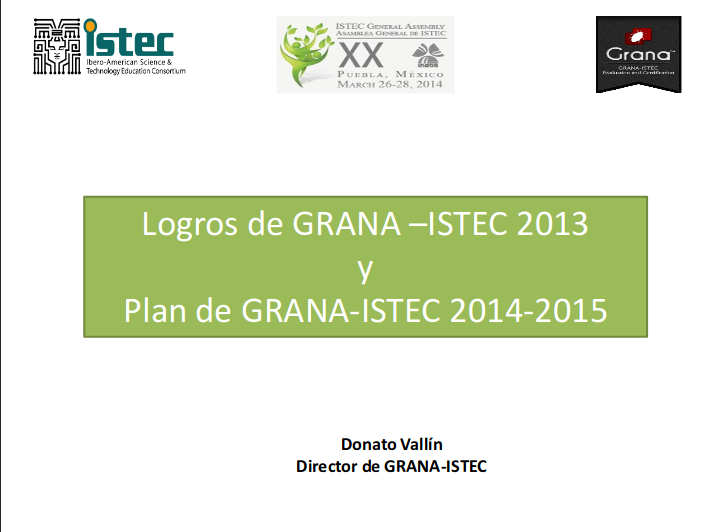 istec
Ibero-American Science &
Technology Education Consortium
ISTEC GENERAL ASSEMBLY
ASAMBLEA GENERAL DE ISTEC
XX
PUEBLA, MÉXICO
MARCH 26-28, 2014
Grana™
GRANA-ISTEC
Evaluation and Certification
Logros de GRANA –ISTEC 2013
y
Plan de GRANA-ISTEC 2014-2015
Donato Vallín
Director de GRANA-ISTEC